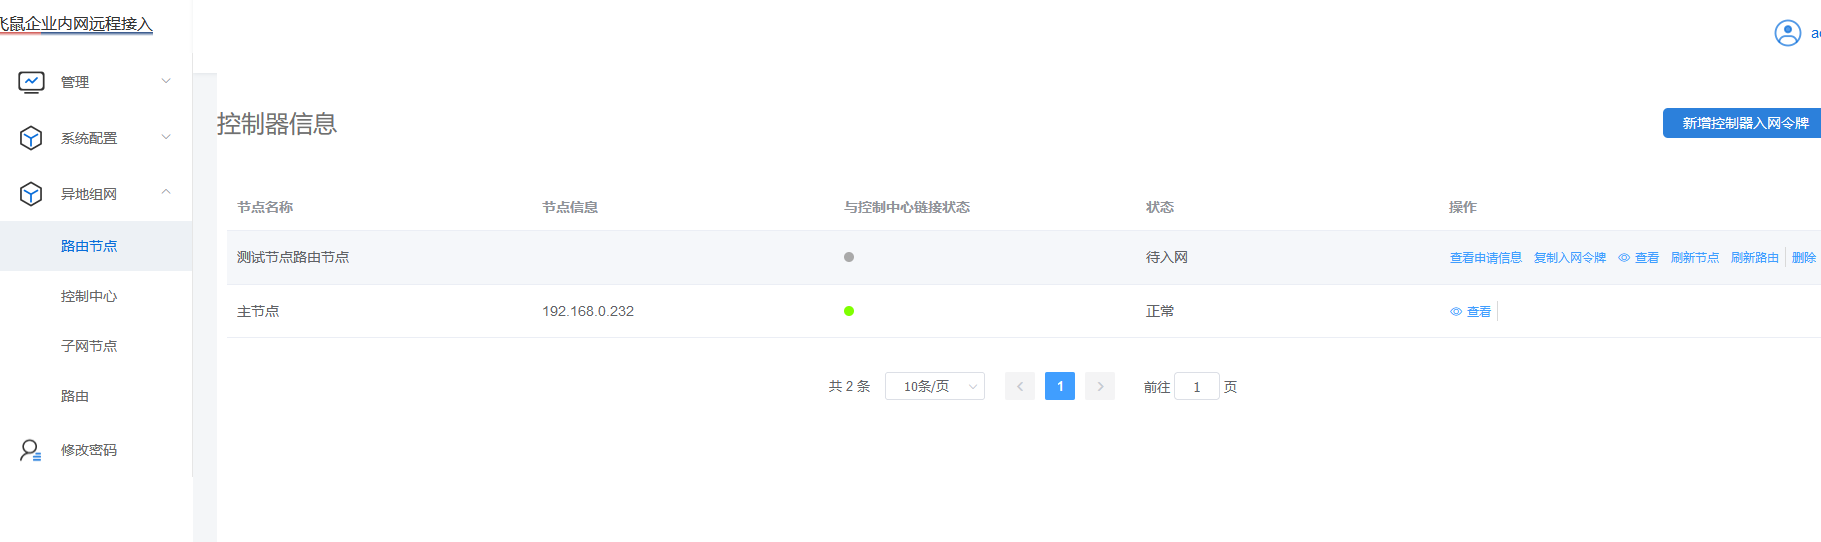 飞鼠企业内网远程接入
管理
系统配置
异地组网
路由节点
控制中心
子网节点
路由
修改密码
控制器信息
新增控制器入网令牌
节点名称 节点信息 与控制中心链接状态 状态 操作
测试节点路由节点 待入网 查看申请信息 复制入网令牌 查看 刷新节点 刷新路由 删除
主节点 192.168.0.232 正常 查看
共 2 条 10条/页 1 前往 1 页